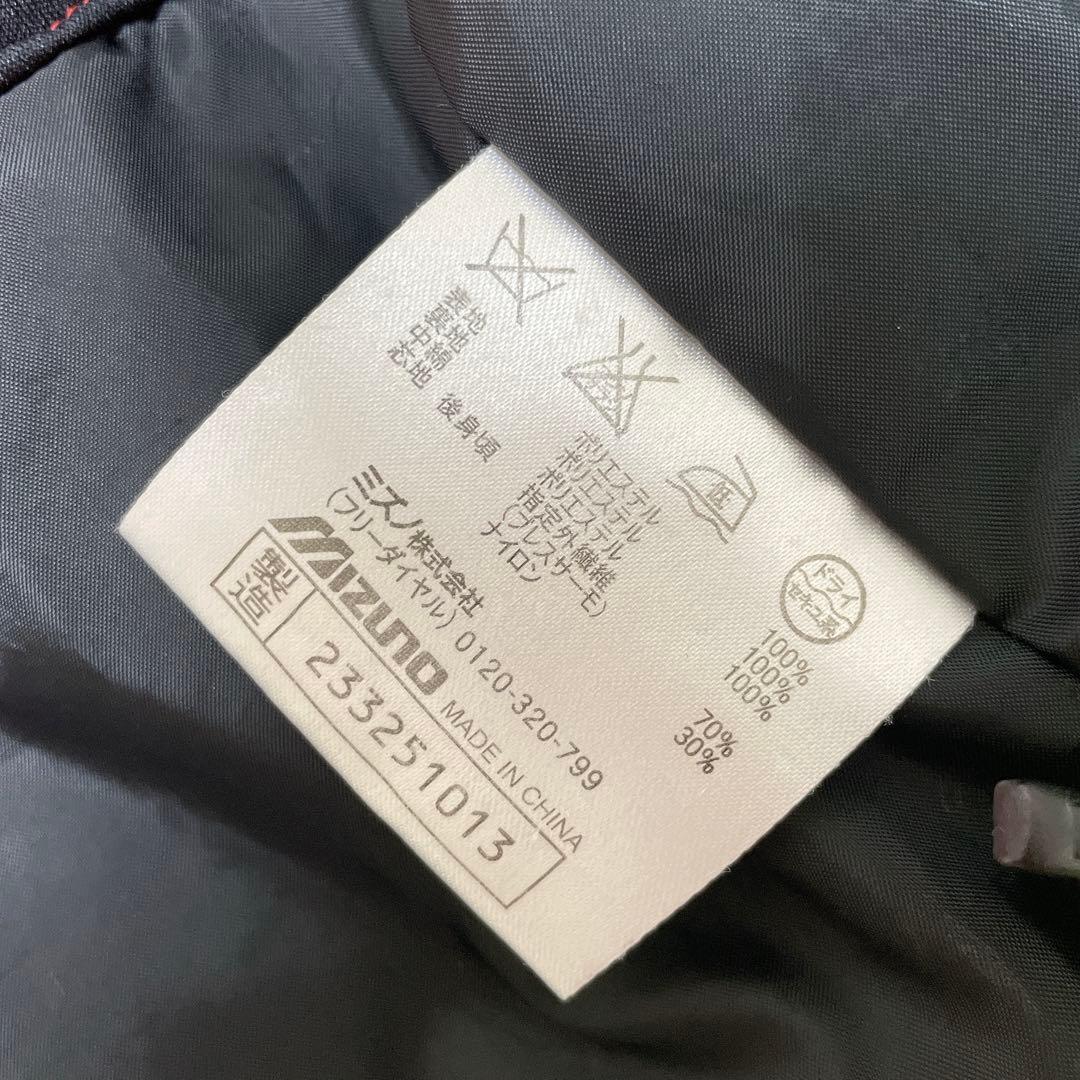 低
ドライ
セキユ系
表地 ポリエステル 100%
裏地 ポリエステル 100%
中綿 ポリエステル 100%
芯地 後身頃 指定外繊維
(ブレスサーモ) 70%
ナイロン 30%
ミズノ株式会社
(フリーダイヤル) 0120-320-799
MIZUNO MADE IN CHINA
製造 233251013